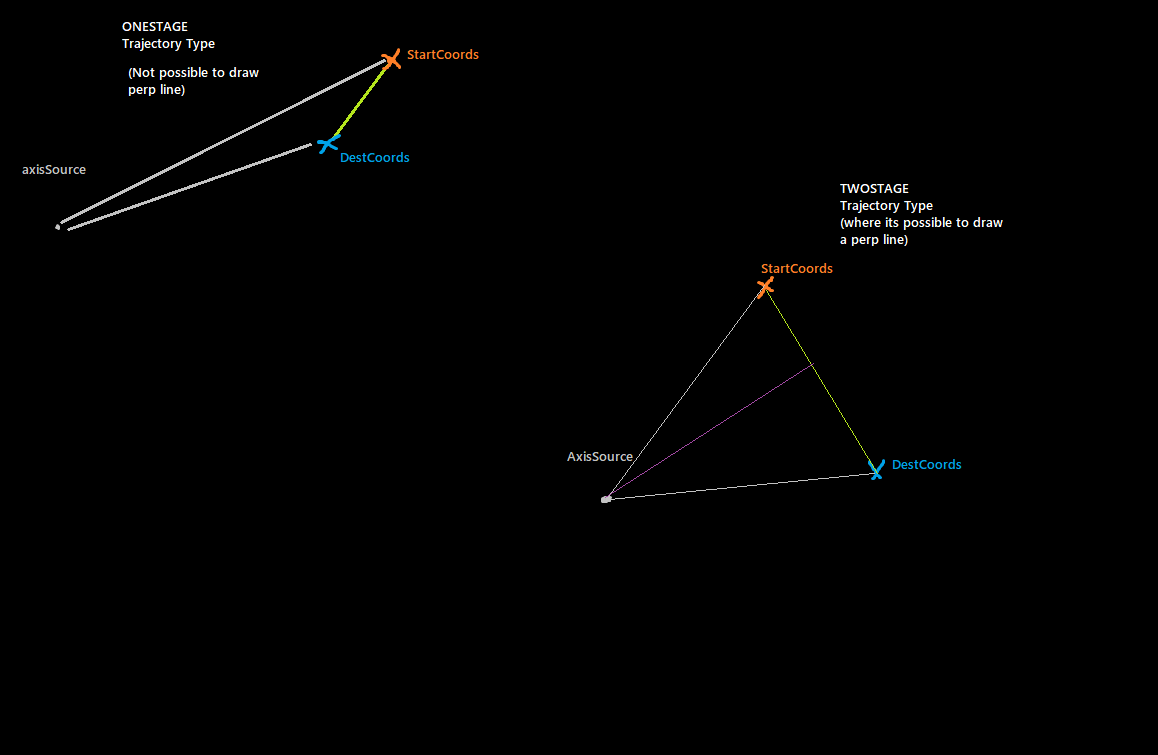 ONESTAGE
Trajectory Type
(Not possible to draw
perp line)
StartCoords
DestCoords
axisSource
TWOSTAGE
Trajectory Type
(where its possible to draw
a perp line)
StartCoords
AxisSource
DestCoords